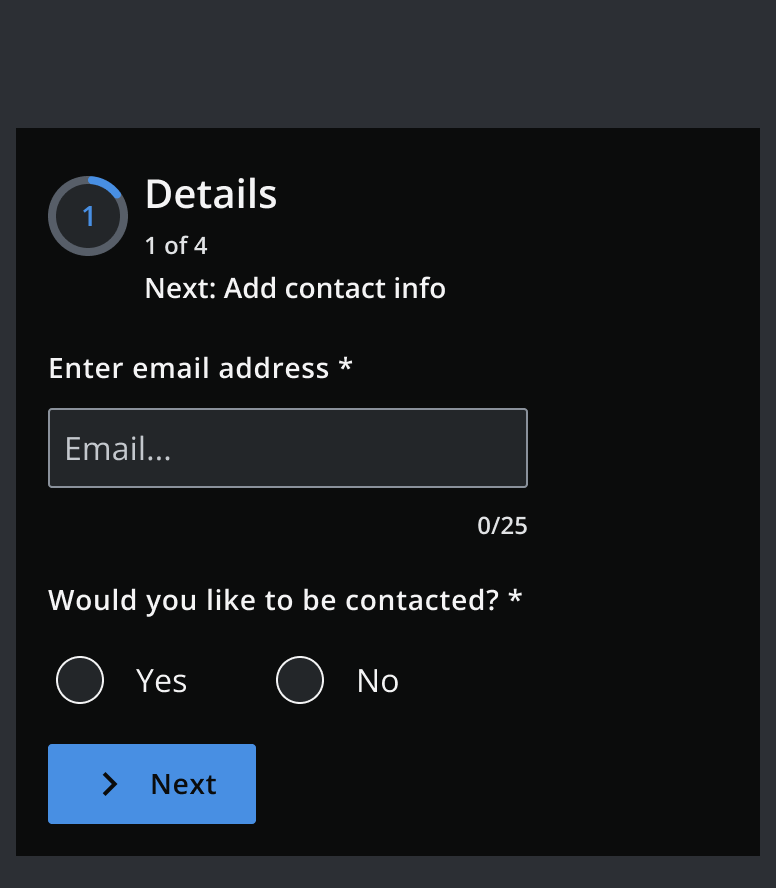 1
Details
1 of 4
Next: Add contact info
Enter email address *
Email...
0/25
Would you like to be contacted? *
Yes No
Next